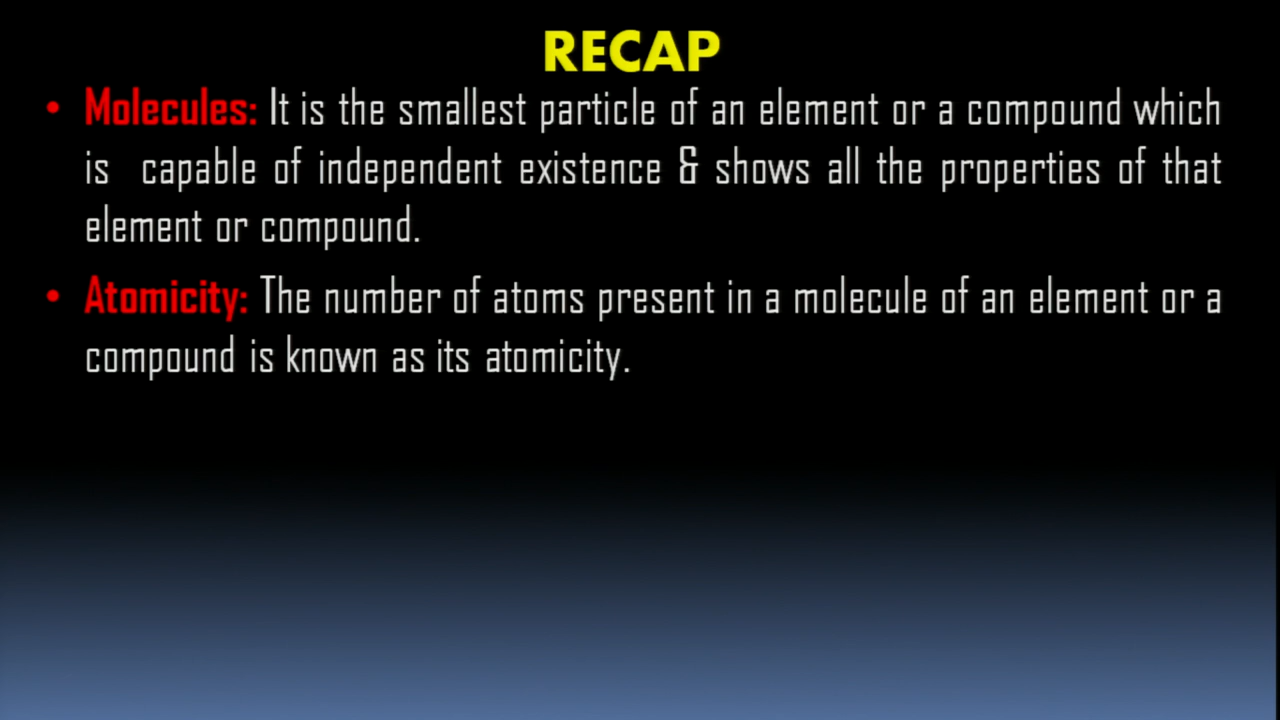 RECAP
• Molecules: It is the smallest particle of an element or a compound which
is capable of independent existence & shows all the properties of that
element or compound.
• Atomicity: The number of atoms present in a molecule of an element or a
compound is known as its atomicity.